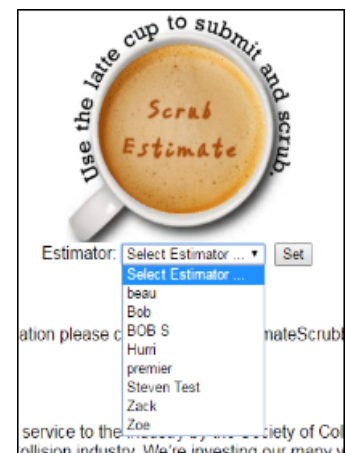 Use the latte cup to submit and scrub.
Scrub
Estimate
Estimator: Select Estimator ... Set
Select Estimator ...
beau
Bob
BOB S
Hurri
premier
Steven Test
Zack
Zoe
ation please c mateScrubb
service to the Industry by the Society of Col
ollision industry. We're investing our many y